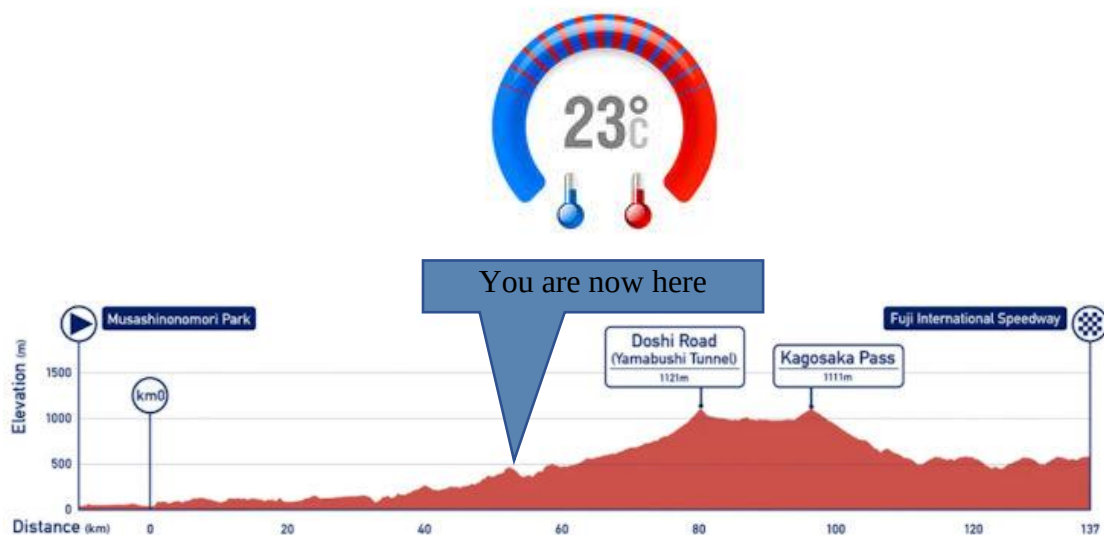 23°C
You are now here
Musashinonomori Park
Fuji International Speedway
Doshi Road
(Yamabushi Tunnel)
1121m
Kagosaka Pass
1111m
km0
Elevation (m)
1500
1000
500
0
Distance (km) 0 20 40 60 80 100 120 137